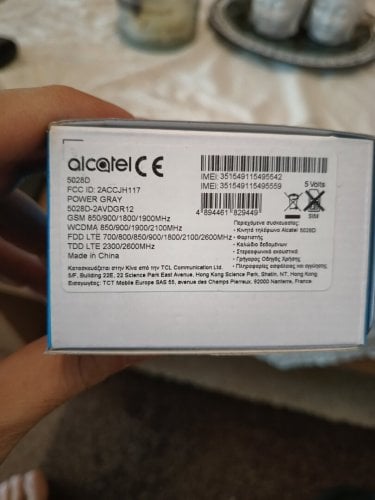 alcatel CE
5028D
FCC ID: 2ACCJH117
POWER GRAY
5028D-2AVDGR12
GSM 850/900/1800/1900MHz
WCDMA 850/900/1900/2100MHz
FDD LTE 700/800/850/900/1800/2100/2600MHz
TDD LTE 2300/2600MHz
Made in China
IMEI: 351549115495542
IMEI: 351549115495559
4 894461 829449
5 Volts
SIM
Περιεχόμενα συσκευασίας:
- Κινητό τηλέφωνο Alcatel 5028D
- Φορτιστής
- Καλώδιο δεδομένων
- Στερεοφωνικά ακουστικά
- Γρήγορος Οδηγός Χρήσης
- Πληροφορίες ασφάλειας και εγγύησης
Κατασκευάζεται στην Κίνα από την TCL Communication Ltd.
5/F, Building 22E, 22 Science Park East Avenue, Hong Kong Science Park, Shatin, NT, Hong Kong
Εισαγωγέας: TCT Mobile Europe SAS 55, avenue des Champs Pierreux, 92000 Nanterre, France